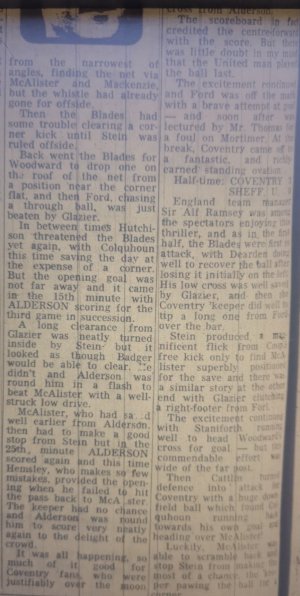 from the narrowest of
angles, finding the net via
McAlister and Mackenzie,
but the whistle had already
gone for offside.
Then the Blades had
some trouble clearing a cor-
ner kick until Stein was
ruled offside.
Back went the Blades for
Woodward to drop one on
the roof of the net from
a position near the corner
flat, and then Ford, chasing
a through ball, was just
beaten by Glazier.
In between times Hutchi-
son threatened the Blades
yet again, with Colquhoun
this time saving the day at
the expense of a corner.
But the opening goal was
not far away and it came
in the 15th minute with
ALDERSON scoring for the
third game in succession.
A long clearance from
Glazier was neatly turned
inside by Stein but it
looked as though Badger
would be able to clear. He
didn't and Alderson was
round him in a flash to
beat McAlister with a well-
struck low drive.
McAlister, who had sa d
well earlier from Alderson,
then had to make a good
stop from Stein but in the
25th minute ALDERSON
scored again and this time
Hemsley, who makes so few
mistakes, provided the open-
ing when he failed to hit
the pass back to McAlister
The keeper had no chance
and Alderson was round
him to score very neatly
again to the delight of the
crowd.
It was all happening, so
much of it good for
Coventry fans, who were
justifiably over the moon
cross from Alderson.
The scoreboard in fa
credited the centreforward
with the score. But there
was little doubt in my min
that the United man played
the ball last.
The excitement continued
and Ford was off the mark
with a brave attempt at goal
— and soon after was
lectured by Mr. Thomas for
a foul on Mortimer. At the
break, Coventry came off to
a fantastic, and richly
earned standing ovation.
Half-time: COVENTRY
SHEFF. U.
England team manager
Sir Alf Ramsey was among
the spectators enjoying this
thriller, and as in the first
half, the Blades were first to
attack, with Dearden doing
well to recover the ball after
losing it initially on the left
His low cross was well saved
by Glazier, and then the
Coventry 'keeper did well to
tip a long one from
over the bar.
Stein produced a mag
nificent flick from
free kick only to find McA
lister superbly positioned
for the save and there was
a similar story at the other
end with Glazier clutching
a right-footer from Ford.
The excitement continued
with Staniforth running
well to head Woodward's
cross for goal — but his
commendable effort was
wide of the far post.
Then Cattlin turned
defence into attack for
Coventry with a huge down
field ball which found Col
quhoun running back
towards his own goal and
heading over McAlister!
Luckily, McAlister was
able to scramble back and
stop Stein from making the
most of a chance, the
per pawing the ball for a
corner.